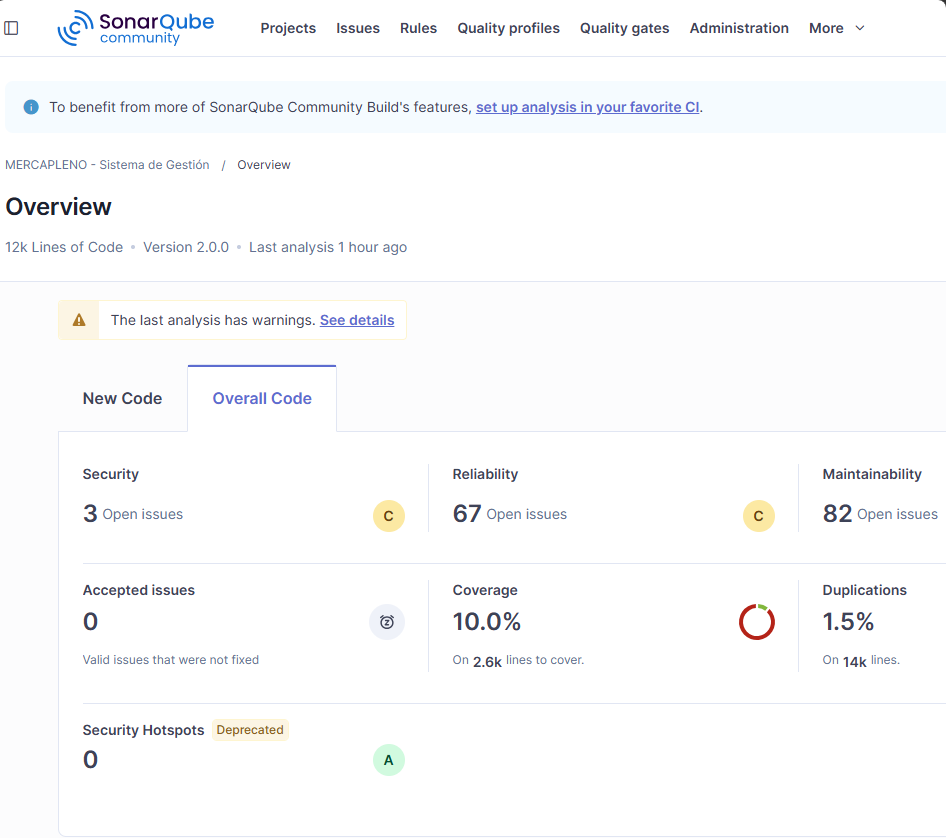 SonarQube community Projects Issues Rules Quality profiles Quality gates Administration More
To benefit from more of SonarQube Community Build's features, set up analysis in your favorite CI.
MERCAPLENO - Sistema de Gestión / Overview
Overview
12k Lines of Code • Version 2.0.0 • Last analysis 1 hour ago
The last analysis has warnings. See details
New Code Overall Code
Security
3 Open issues C
Reliability
67 Open issues C
Maintainability
82 Open issues
Accepted issues
0
Valid issues that were not fixed
Coverage
10.0%
On 2.6k lines to cover.
Duplications
1.5%
On 14k lines.
Security Hotspots Deprecated
0 A